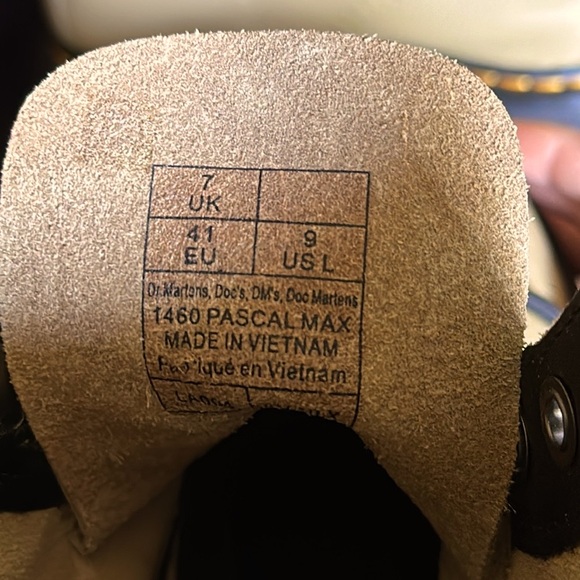 7
UK
41
EU
9
US L
Dr.Martens, Doc's, DM's, Doc Martens
1460 PASCAL MAX
MADE IN VIETNAM
Fabriqué en Vietnam